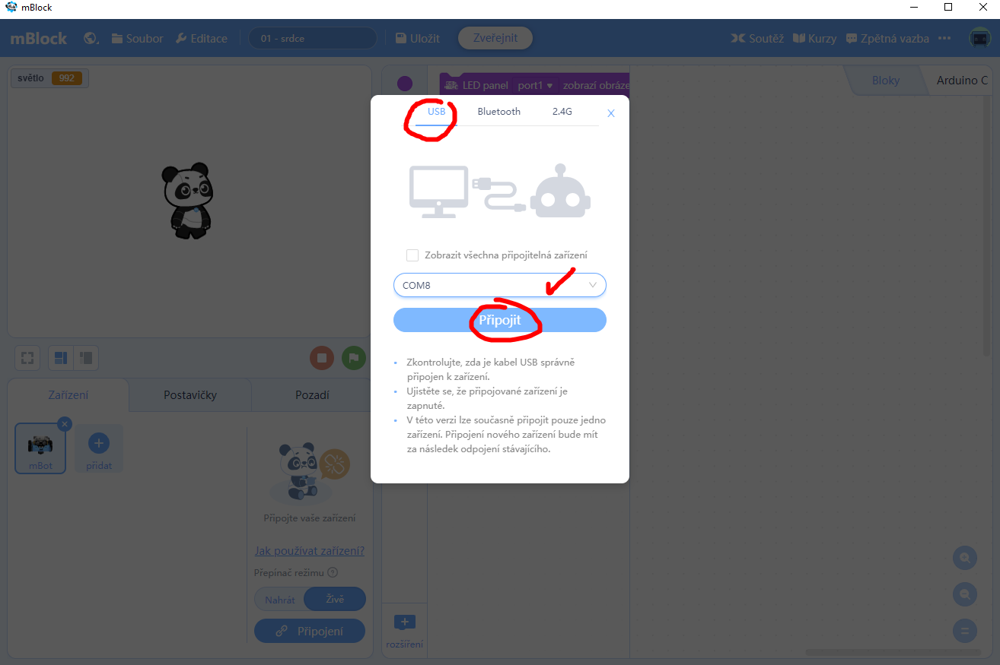 mBlock
mBlock Soubor Editace 01 - srdce Uložit Zveřejnit Soutěž Kurzy Zpětná vazba
světlo 992
LED panel port1 zobrazí obráze
Bloky Arduino C
USB Bluetooth 2.4G X
Zobrazit všechna připojitelná zařízení
COM8
Připojit
Zkontrolujte, zda je kabel USB správně
připojen k zařízení.
Ujistěte se, že připojované zařízení je
zapnuté.
V této verzi lze současně připojit pouze jedno
zařízení. Připojení nového zařízení bude mít
za následek odpojení stávajícího.
Zařízení Postavičky Pozadí
mBot přidat
Připojte vaše zařízení
Jak používat zařízení?
Přepínač režimu
Nahrát Živě
Připojení
rozšíření